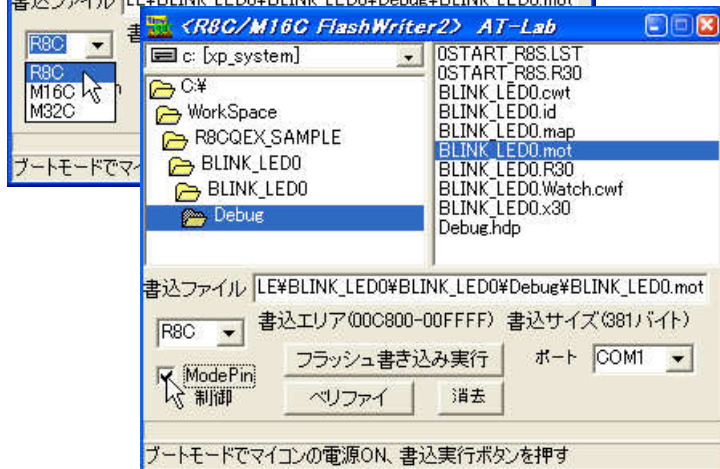 書込ファイル LE¥BLINK_LED0¥BLINK_LED0¥Debug¥BLINK_LED0.mot
R8C
R8C
M16C
M32C
ブートモードでマイ
<R8C/M16C FlashWriter2> AT-Lab
c: [xp_system]
C:¥
WorkSpace
R8CQEX_SAMPLE
BLINK_LED0
BLINK_LED0
Debug
0START_R8S.LST
0START_R8S.R30
BLINK_LED0.cwt
BLINK_LED0.id
BLINK_LED0.map
BLINK_LED0.mot
BLINK_LED0.R30
BLINK_LED0.Watch.cwf
BLINK_LED0.x30
Debug.hdp
書込ファイル LE¥BLINK_LED0¥BLINK_LED0¥Debug¥BLINK_LED0.mot
R8C 書込エリア(00C800-00FFFF) 書込サイズ(381バイト)
フラッシュ書き込み実行 ポート COM1
ModePin
制御 ベリファイ 消去
ブートモードでマイコンの電源ON、書込実行ボタンを押す